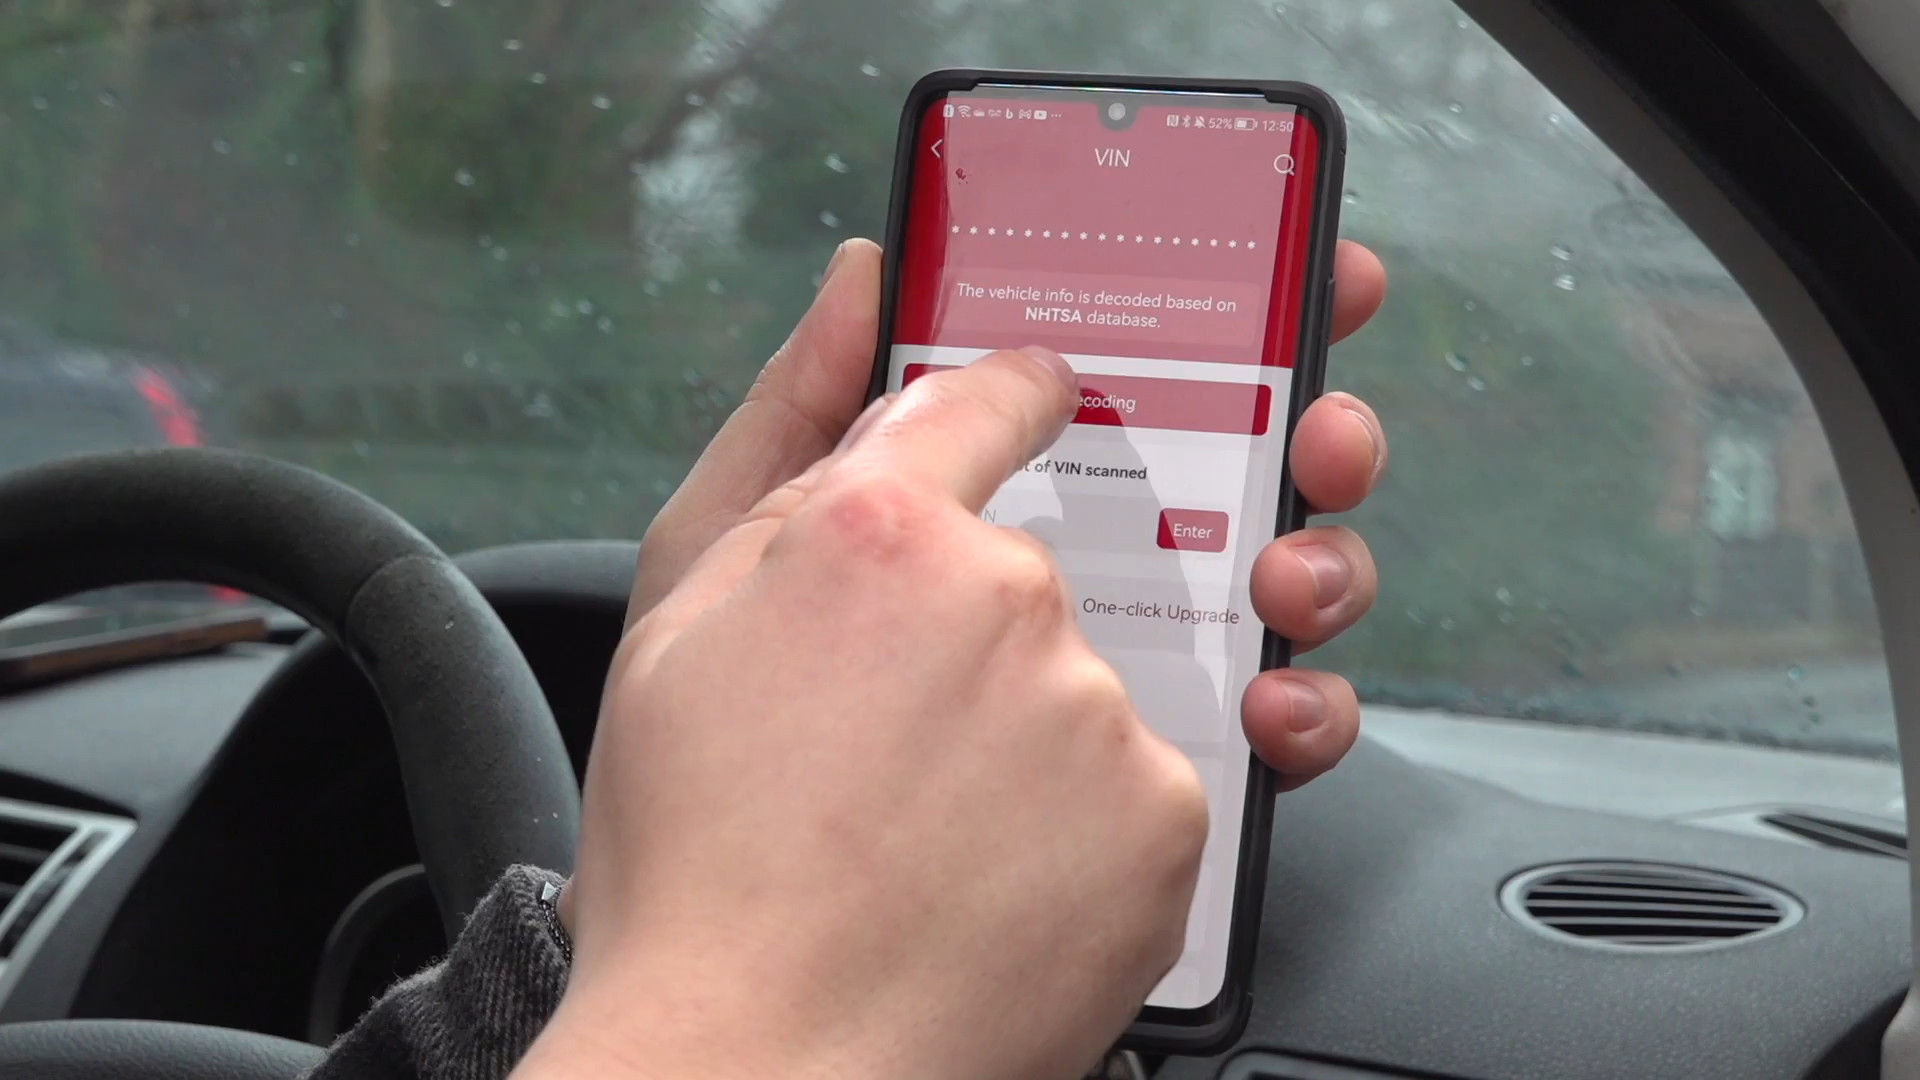 52% 12:50
VIN
* * * * * * * * * * * * * * * * *
The vehicle info is decoded based on
NHTSA database.
ecoding
of VIN scanned
Enter
One-click Upgrade